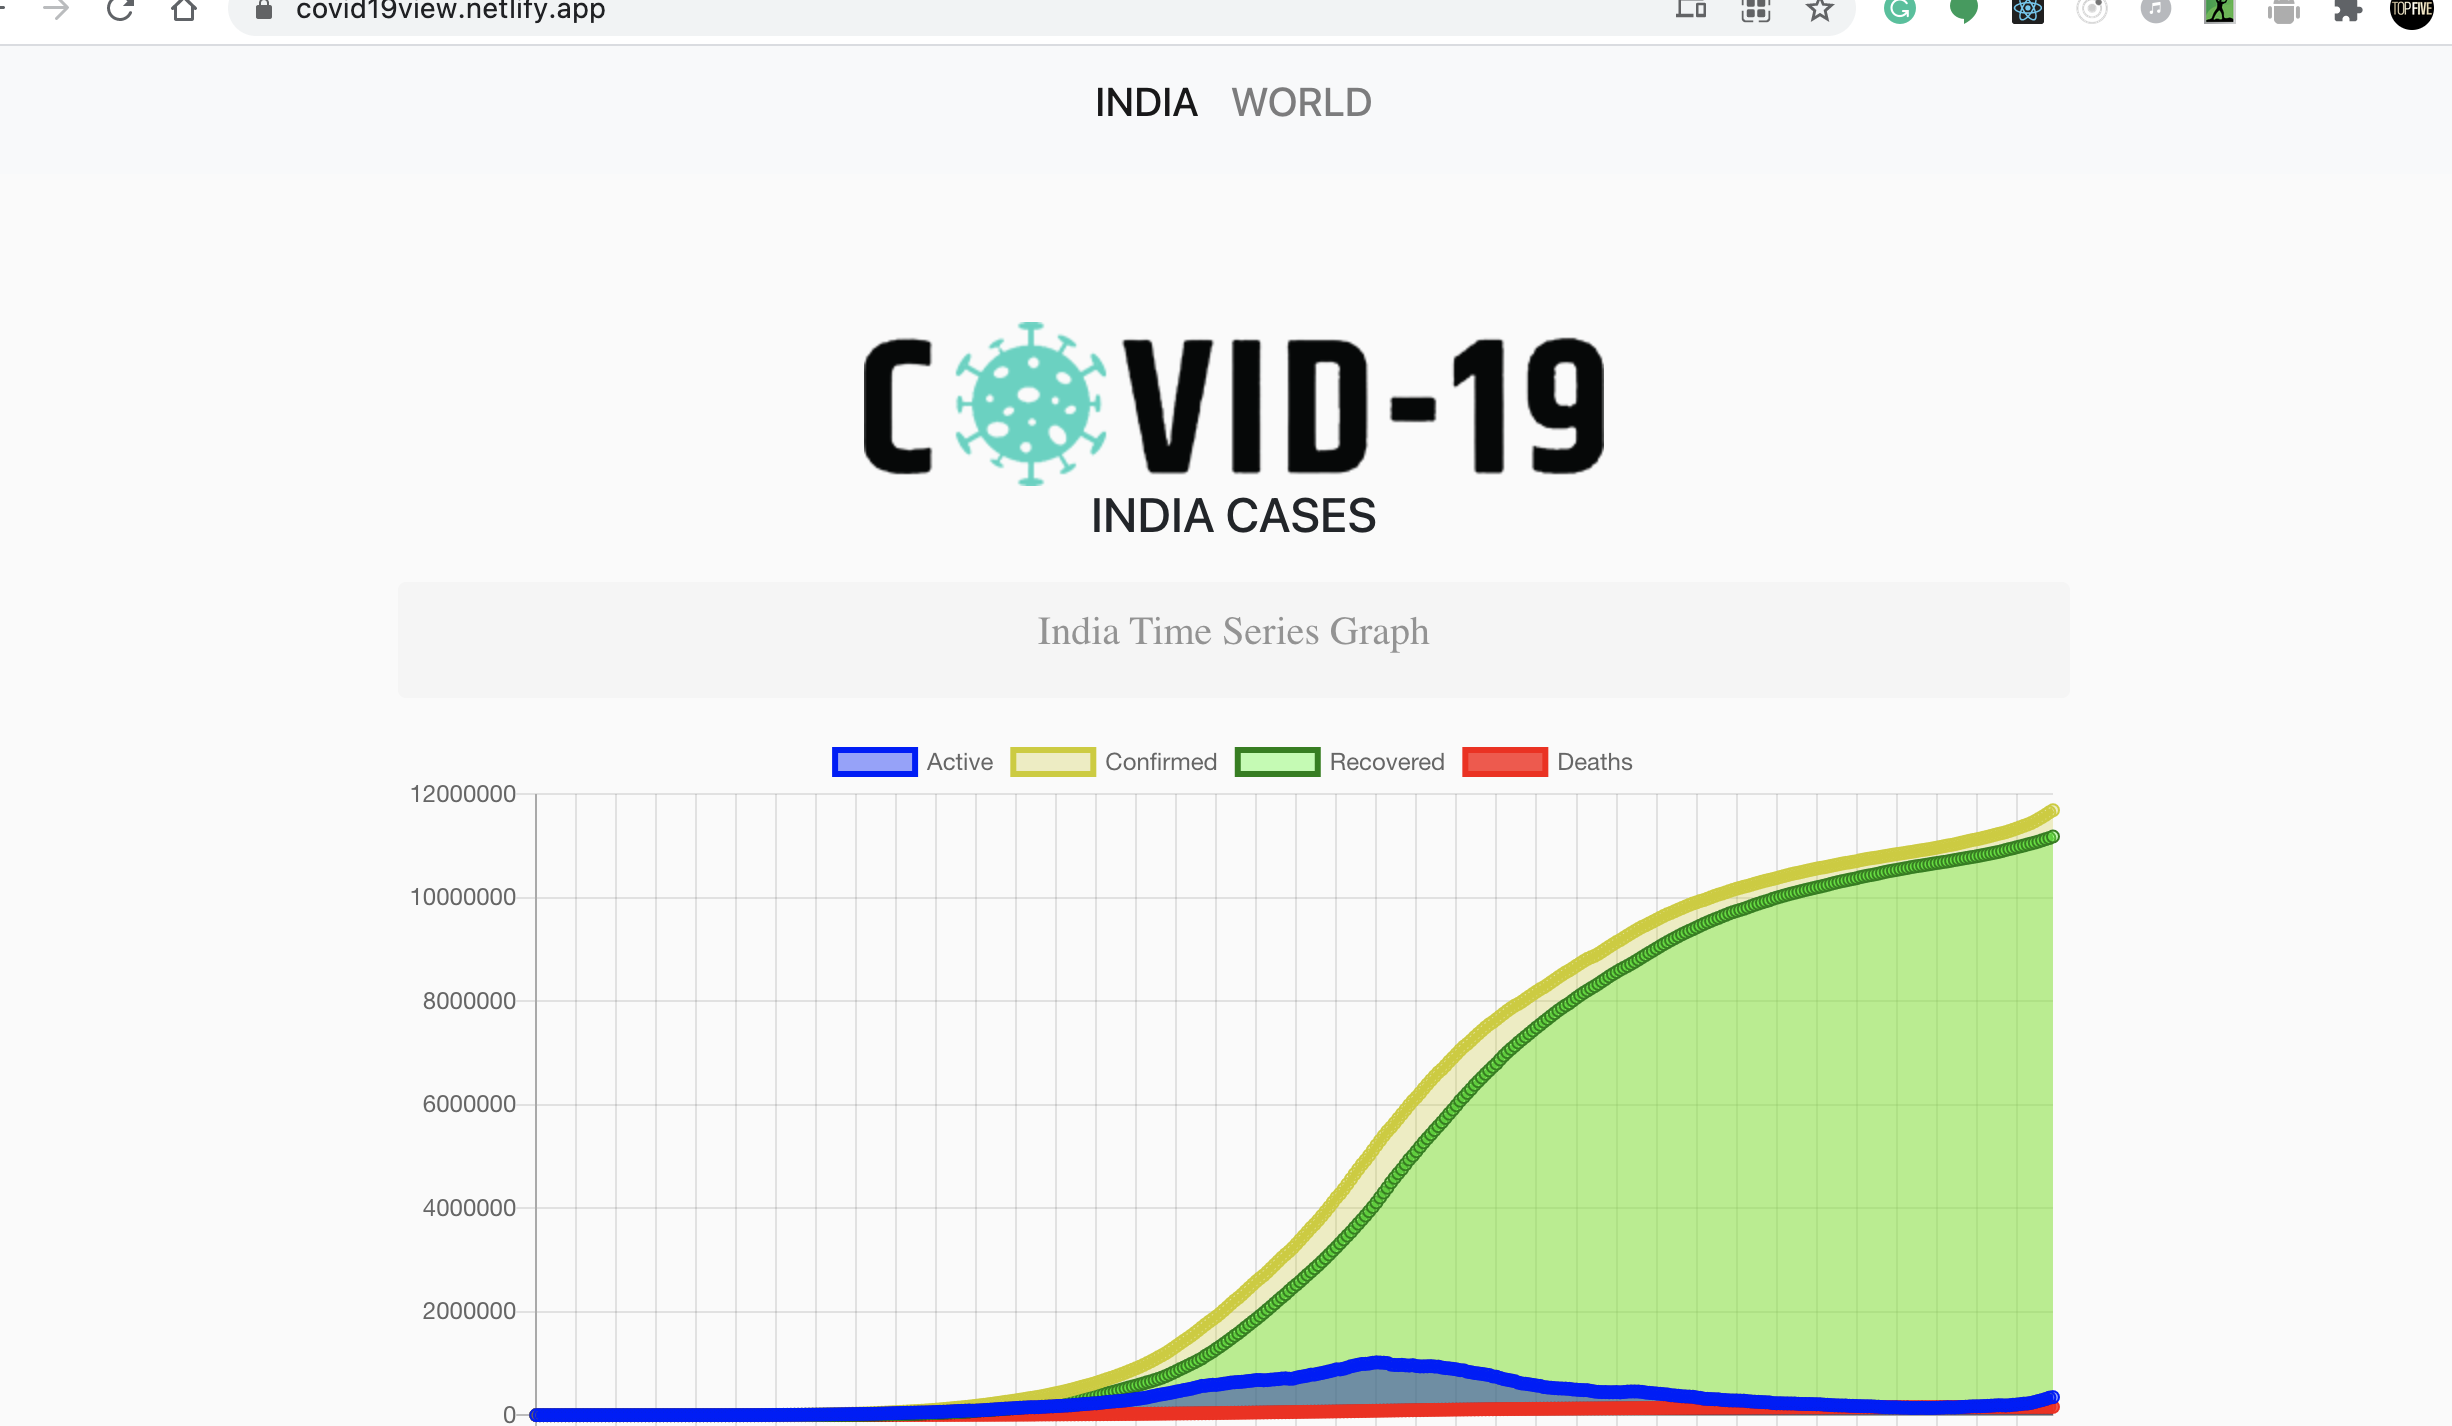 covid19view.netlify.app
TOPFIVE
INDIA WORLD
COVID-19
INDIA CASES
India Time Series Graph
Active Confirmed Recovered Deaths
12000000
10000000
8000000
6000000
4000000
2000000
0